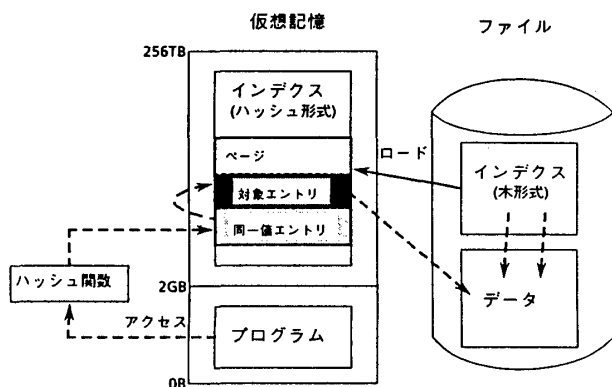 仮想記憶
ファイル
256TB
インデクス
(ハッシュ形式)
ページ
ロード
対象エントリ
インデクス
(木形式)
同一値エントリ
ハッシュ関数
2GB
データ
アクセス
プログラム
0B